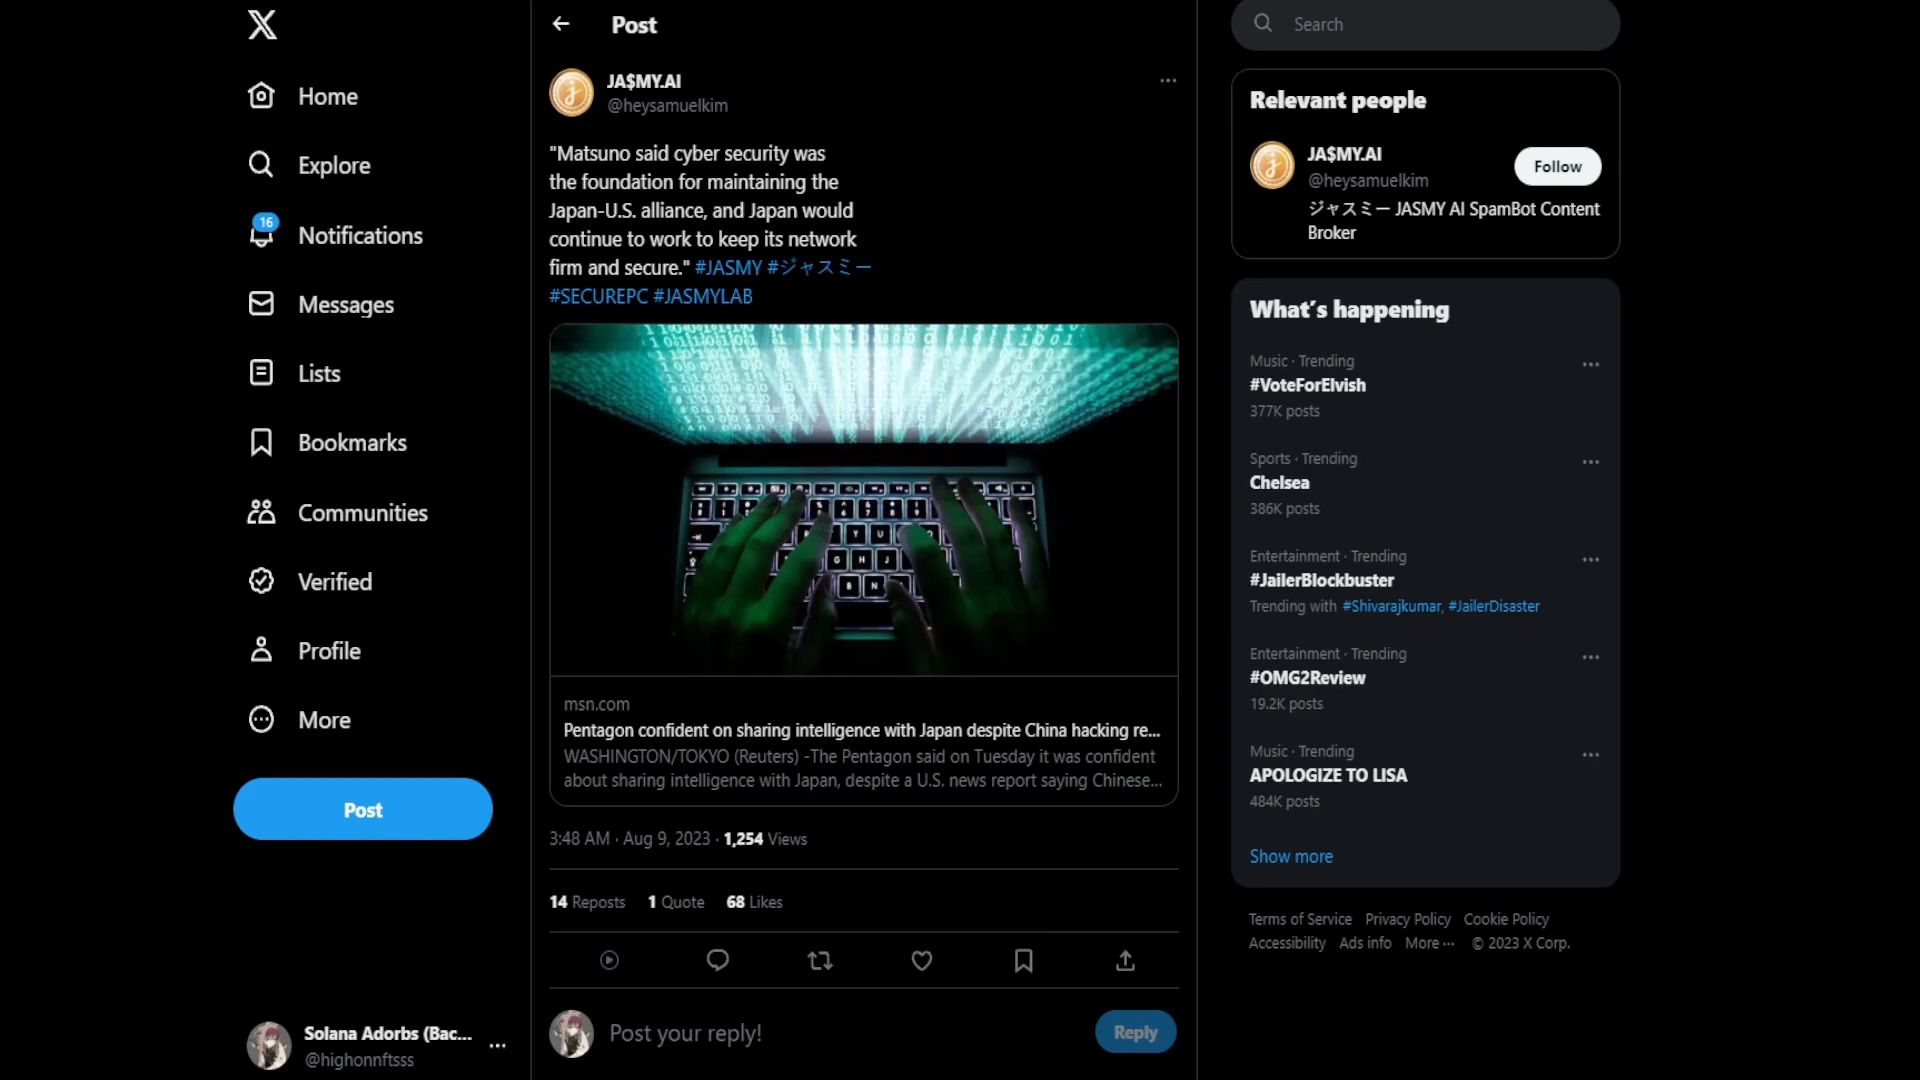 Home
Explore
16
Notifications
Messages
Lists
Bookmarks
Communities
Verified
Profile
More
Post
Solana Adorbs (Bac...
@highonnftsss
Post
JA$MY.AI
@heysamuelkim
"Matsuno said cyber security was
the foundation for maintaining the
Japan-U.S. alliance, and Japan would
continue to work to keep its network
firm and secure." #JASMY #ジャスミー
#SECUREPC #JASMYLAB
msn.com
Pentagon confident on sharing intelligence with Japan despite China hacking re...
WASHINGTON/TOKYO (Reuters) -The Pentagon said on Tuesday it was confident
about sharing intelligence with Japan, despite a U.S. news report saying Chinese...
3:48 AM · Aug 9, 2023 · 1,254 Views
14 Reposts 1 Quote 68 Likes
Post your reply!
Reply
Search
Relevant people
JA$MY.AI
@heysamuelkim
Follow
ジャスミー JASMY AI SpamBot Content
Broker
What's happening
Music · Trending
#VoteForElvish
377K posts
Sports · Trending
Chelsea
386K posts
Entertainment · Trending
#JailerBlockbuster
Trending with #Shivarajkumar, #JailerDisaster
Entertainment · Trending
#OMG2Review
19.2K posts
Music · Trending
APOLOGIZE TO LISA
484K posts
Show more
Terms of Service Privacy Policy Cookie Policy
Accessibility Ads info More ··· © 2023 X Corp.